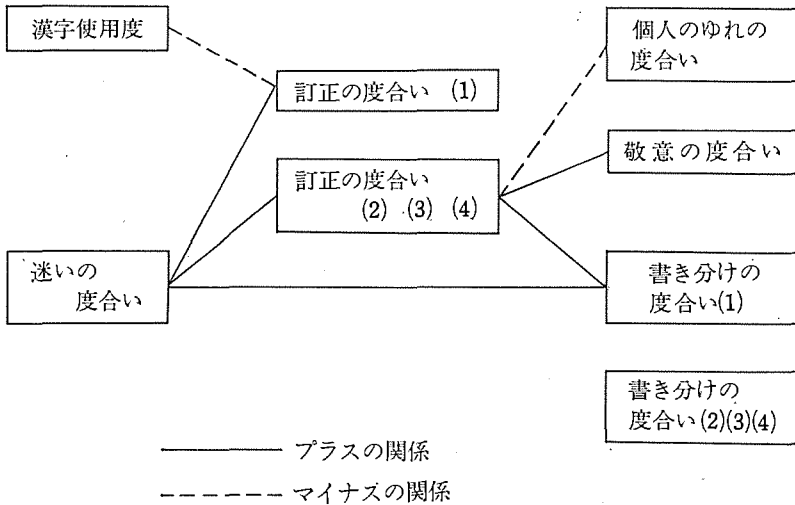 漢字使用度
個人のゆれの
度合い
訂正の度合い (1)
敬意の度合い
訂正の度合い
(2) (3) (4)
迷いの
度合い
書き分けの
度合い(1)
書き分けの
度合い(2)(3)(4)
プラスの関係
マイナスの関係